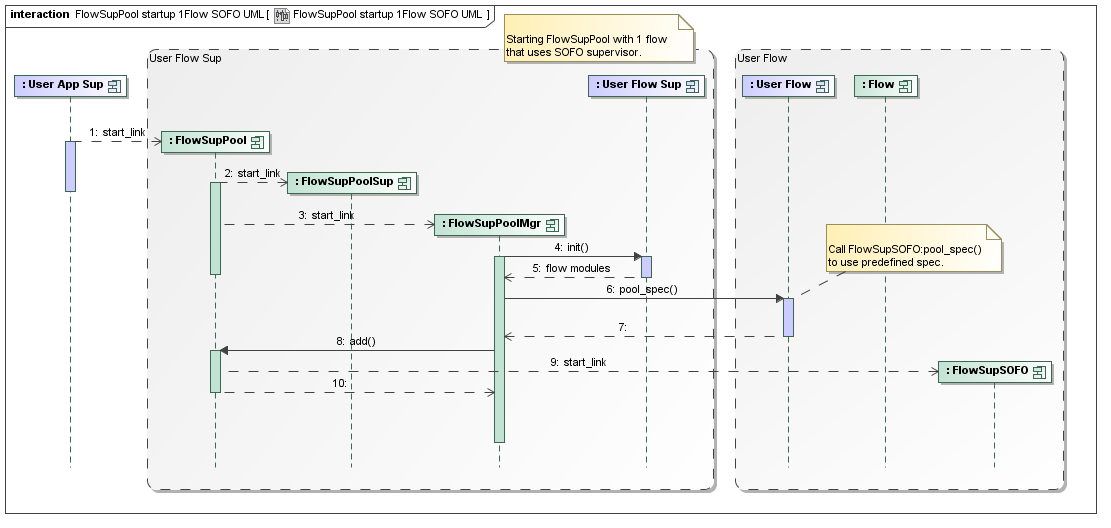 interaction FlowSupPool startup 1Flow SOFO UML [ FlowSupPool startup 1Flow SOFO UML ]
Starting FlowSupPool with 1 flow
that uses SOFO supervisor.
User Flow Sup
User Flow
: User App Sup
: User Flow Sup
: User Flow
: Flow
1: start_link
: FlowSupPool
2: start_link
: FlowSupPoolSup
3: start_link
: FlowSupPoolMgr
4: init()
Call FlowSupSOFO:pool_spec()
to use predefined spec.
5: flow modules
6: pool_spec()
7:
8: add()
9: start_link
: FlowSupSOFO
10: